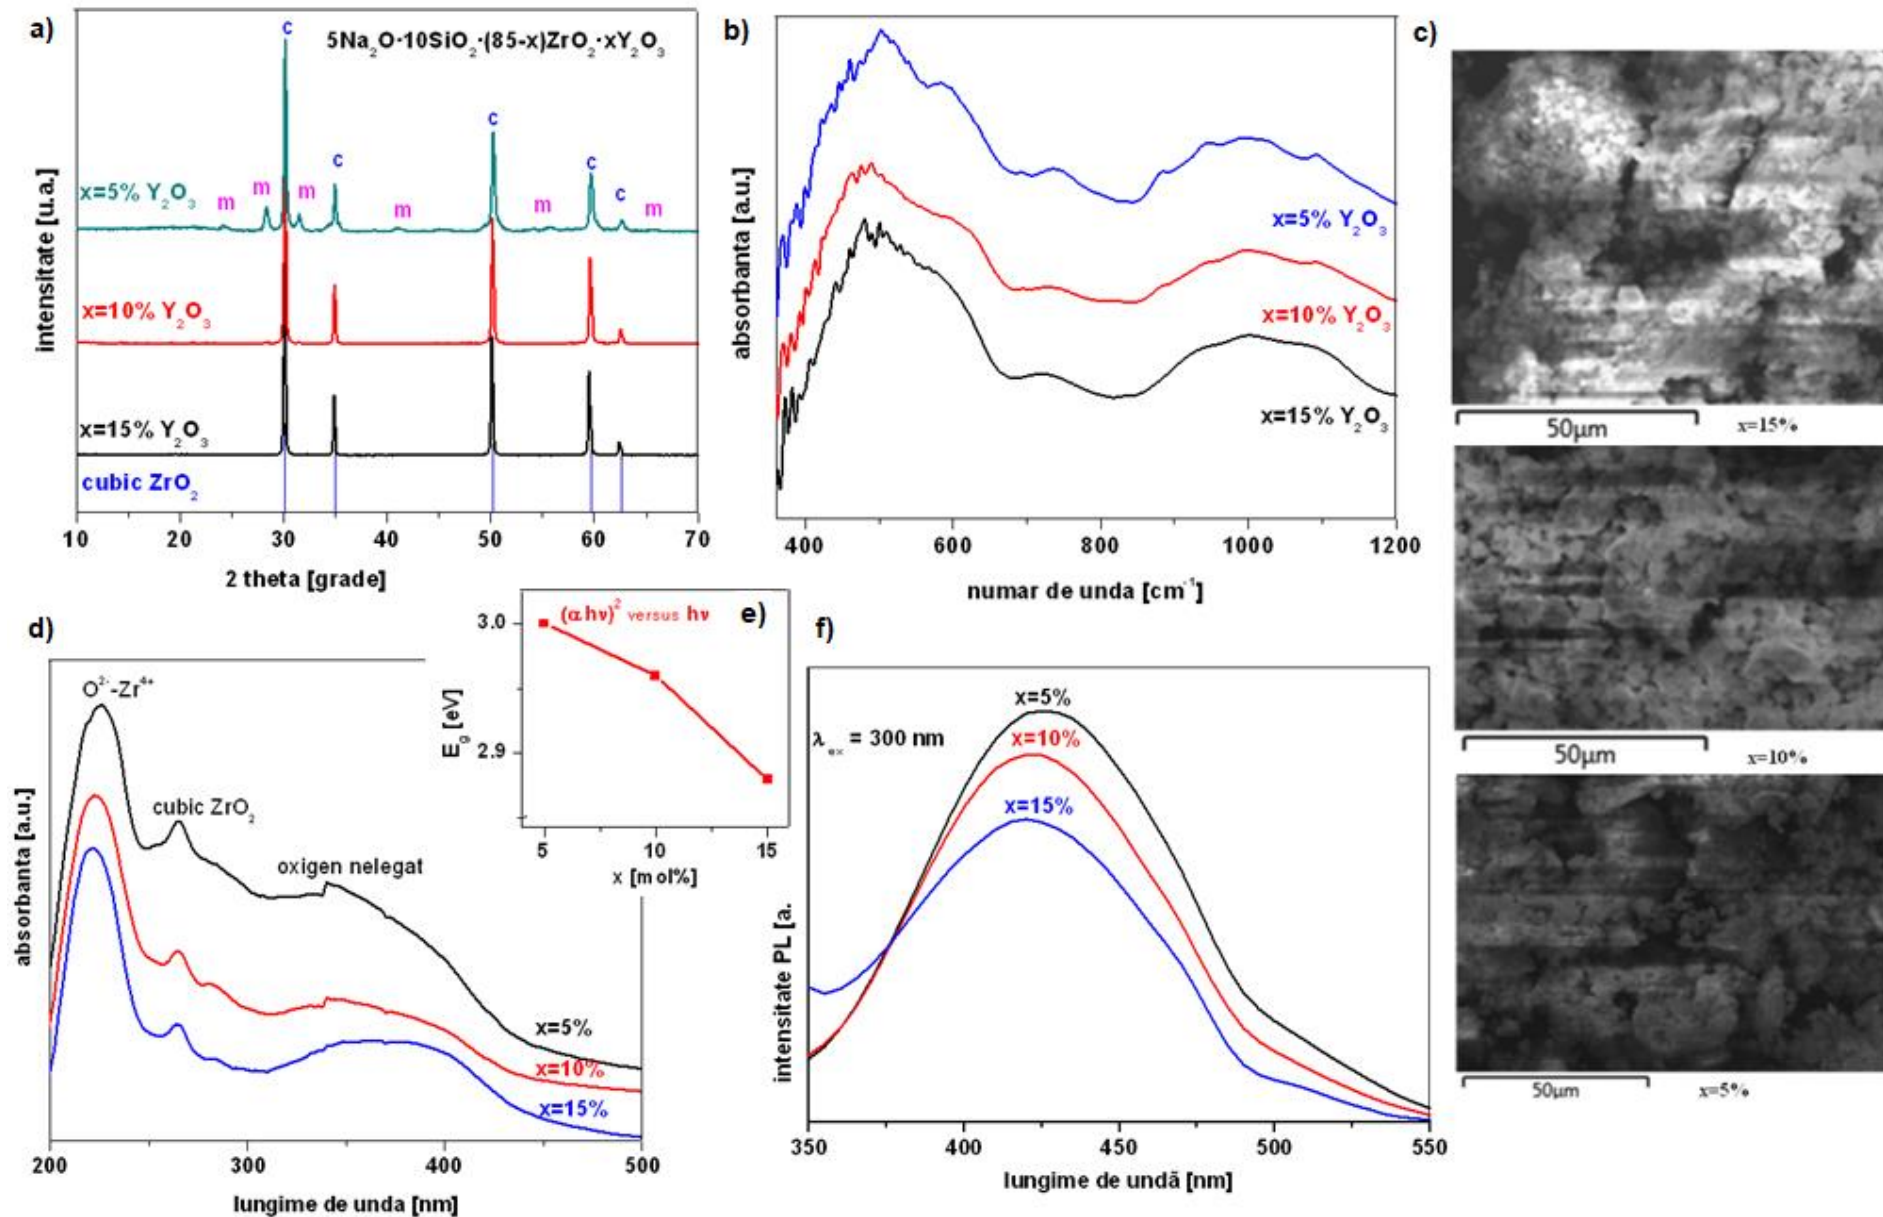 a)
5Na₂O·10SiO₂·(85-x)ZrO₂·xY₂O₃
c
c
c
c
c
m
m
m
m
m
m
x=5% Y₂O₃
x=10% Y₂O₃
x=15% Y₂O₃
cubic ZrO₂
intensitate [u.a.]
10 20 30 40 50 60 70
2 theta [grade]
b)
absorbanta [a.u.]
x=5% Y₂O₃
x=10% Y₂O₃
x=15% Y₂O₃
400 600 800 1000 1200
numar de unda [cm⁻¹]
c)
50µm x=15%
50µm x=10%
50µm x=5%
d)
O²⁻-Zr⁴⁺
cubic ZrO₂
oxigen nelegat
x=5%
x=10%
x=15%
absorbanta [a.u.]
200 300 400 500
lungime de unda [nm]
e)
(αhν)² versus hν
3.0
2.9
E_g [eV]
5 10 15
x [mol%]
f)
λ_ex = 300 nm
x=5%
x=10%
x=15%
intensitate PL [a.
350 400 450 500 550
lungime de undă [nm]